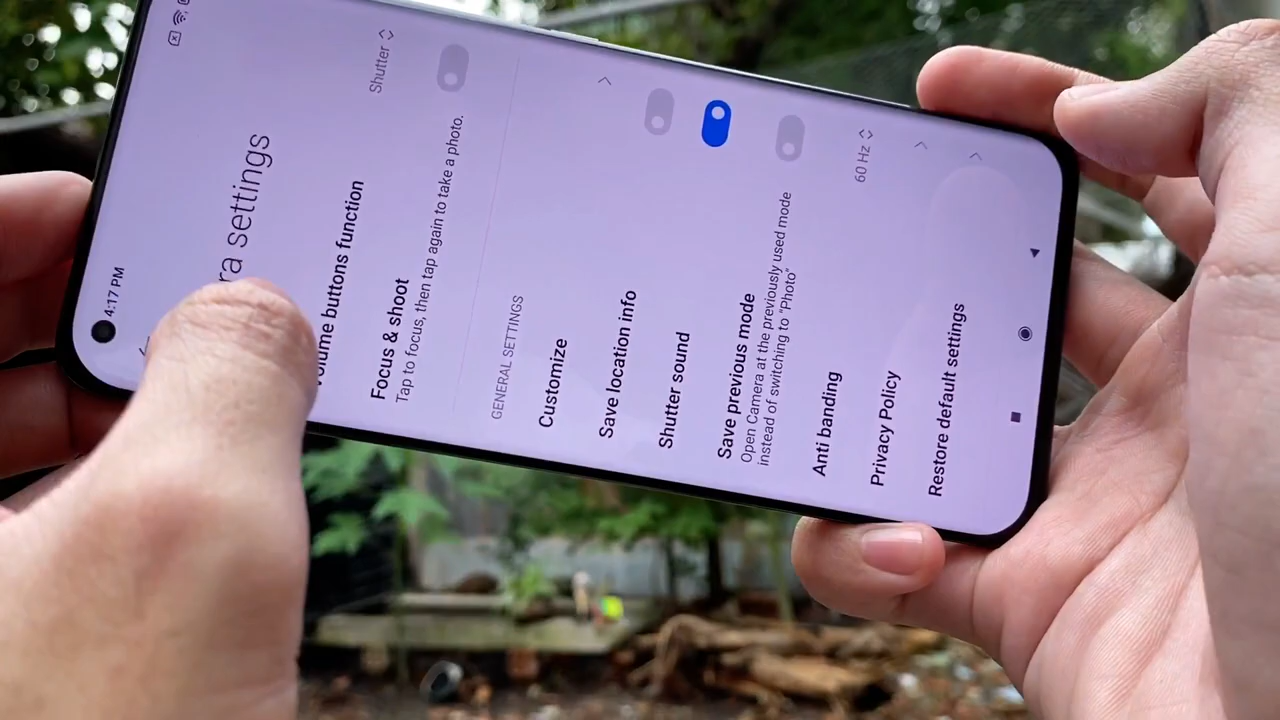 4:17 PM
ra settings
Volume buttons function
Shutter
Focus & shoot
Tap to focus, then tap again to take a photo.
GENERAL SETTINGS
Customize
Save location info
Shutter sound
Save previous mode
Open Camera at the previously used mode
instead of switching to "Photo"
Anti banding
60 Hz
Privacy Policy
Restore default settings